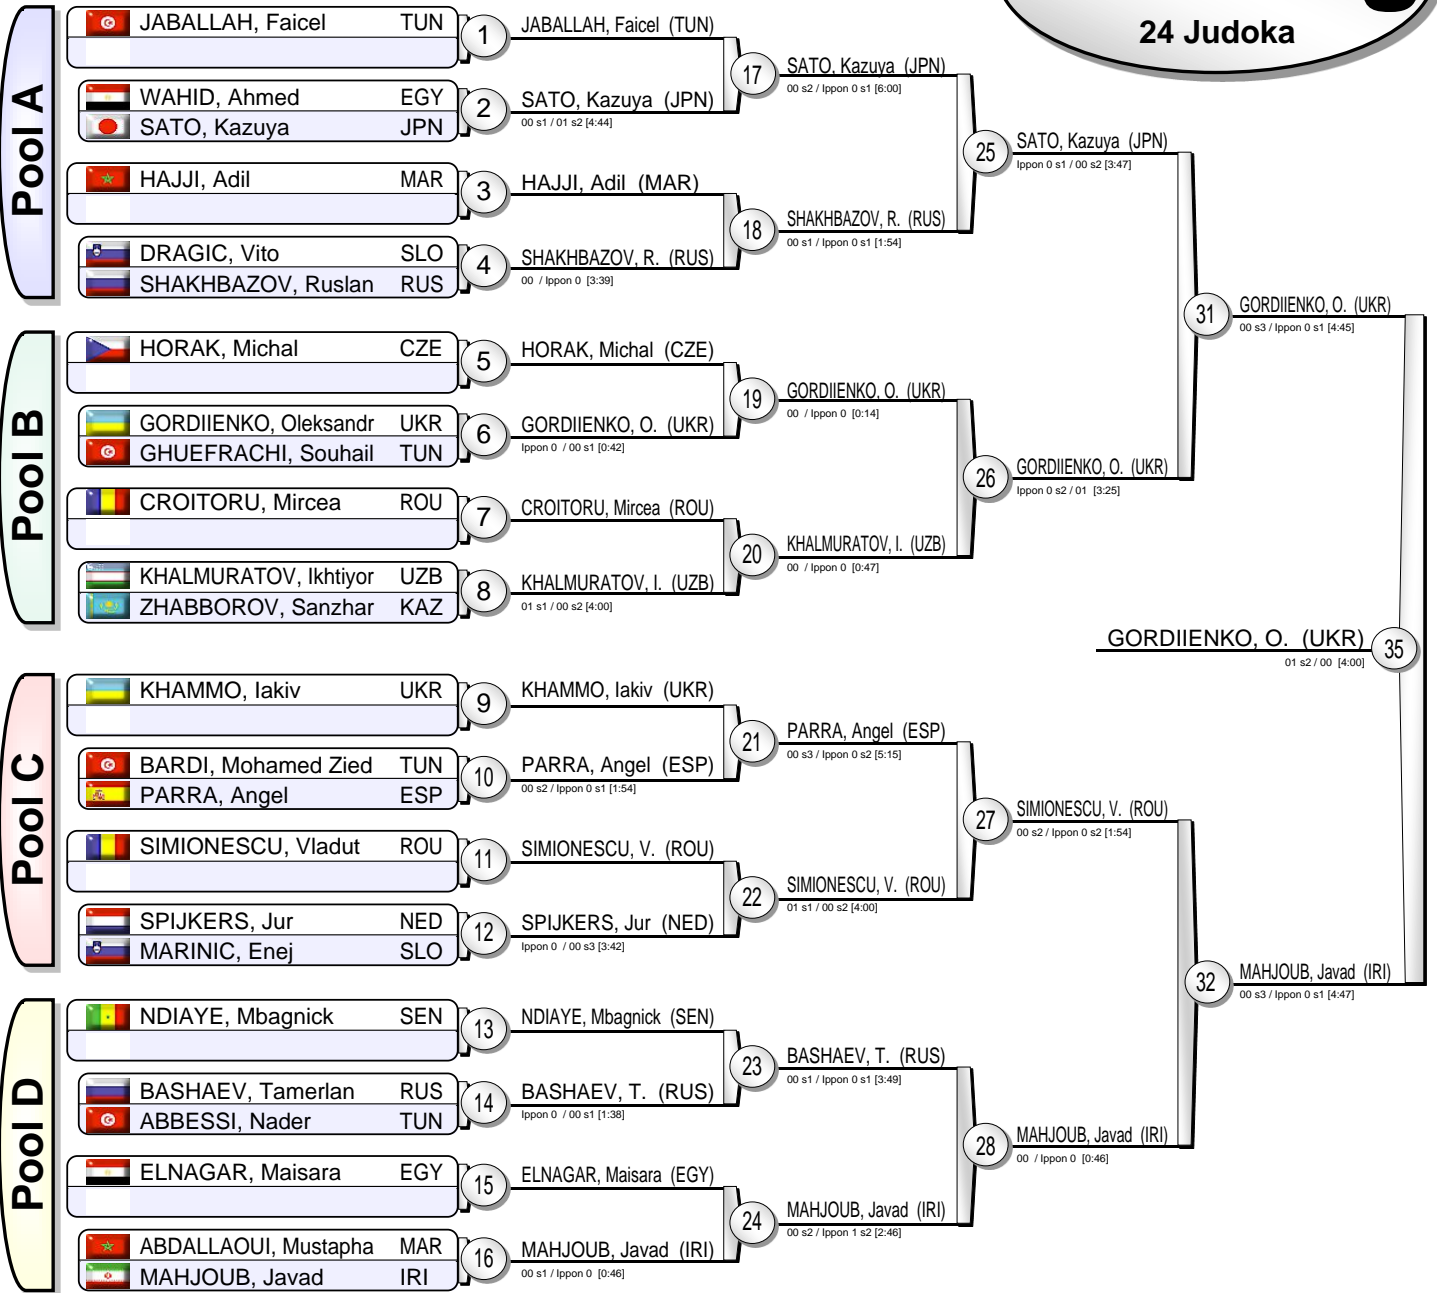 24 Judoka
Pool A
JABALLAH, Faicel TUN
1
WAHID, Ahmed EGY
SATO, Kazuya JPN
2
HAJJI, Adil MAR
3
DRAGIC, Vito SLO
SHAKHBAZOV, Ruslan RUS
4
JABALLAH, Faicel (TUN)
SATO, Kazuya (JPN)
00 s1 / 01 s2 [4:44]
HAJJI, Adil (MAR)
SHAKHBAZOV, R. (RUS)
00 / Ippon 0 [3:39]
17
SATO, Kazuya (JPN)
00 s2 / Ippon 0 s1 [6:00]
18
SHAKHBAZOV, R. (RUS)
00 s1 / Ippon 0 s1 [1:54]
25
SATO, Kazuya (JPN)
Ippon 0 s1 / 00 s2 [3:47]
Pool B
HORAK, Michal CZE
5
GORDIIENKO, Oleksandr UKR
GHUEFRACHI, Souhail TUN
6
CROITORU, Mircea ROU
7
KHALMURATOV, Ikhtiyor UZB
ZHABBOROV, Sanzhar KAZ
8
HORAK, Michal (CZE)
GORDIIENKO, O. (UKR)
Ippon 0 / 00 s1 [0:42]
CROITORU, Mircea (ROU)
KHALMURATOV, I. (UZB)
01 s1 / 00 s2 [4:00]
19
GORDIIENKO, O. (UKR)
00 / Ippon 0 [0:14]
20
KHALMURATOV, I. (UZB)
00 / Ippon 0 [0:47]
26
GORDIIENKO, O. (UKR)
Ippon 0 s2 / 01 [3:25]
31
GORDIIENKO, O. (UKR)
00 s3 / Ippon 0 s1 [4:45]
GORDIIENKO, O. (UKR)
01 s2 / 00 [4:00]
35
Pool C
KHAMMO, Iakiv UKR
9
BARDI, Mohamed Zied TUN
PARRA, Angel ESP
10
SIMIONESCU, Vladut ROU
11
SPIJKERS, Jur NED
MARINIC, Enej SLO
12
KHAMMO, Iakiv (UKR)
PARRA, Angel (ESP)
00 s2 / Ippon 0 s1 [1:54]
SIMIONESCU, V. (ROU)
SPIJKERS, Jur (NED)
Ippon 0 / 00 s3 [3:42]
21
PARRA, Angel (ESP)
00 s3 / Ippon 0 s2 [5:15]
22
SIMIONESCU, V. (ROU)
01 s1 / 00 s2 [4:00]
27
SIMIONESCU, V. (ROU)
00 s2 / Ippon 0 s2 [1:54]
Pool D
NDIAYE, Mbagnick SEN
13
BASHAEV, Tamerlan RUS
ABBESSI, Nader TUN
14
ELNAGAR, Maisara EGY
15
ABDALLAOUI, Mustapha MAR
MAHJOUB, Javad IRI
16
NDIAYE, Mbagnick (SEN)
BASHAEV, T. (RUS)
Ippon 0 / 00 s1 [1:38]
ELNAGAR, Maisara (EGY)
MAHJOUB, Javad (IRI)
00 s1 / Ippon 0 [0:46]
23
BASHAEV, T. (RUS)
00 s1 / Ippon 0 s1 [3:49]
24
MAHJOUB, Javad (IRI)
00 s2 / Ippon 1 s2 [2:46]
28
MAHJOUB, Javad (IRI)
00 / Ippon 0 [0:46]
32
MAHJOUB, Javad (IRI)
00 s3 / Ippon 0 s1 [4:47]